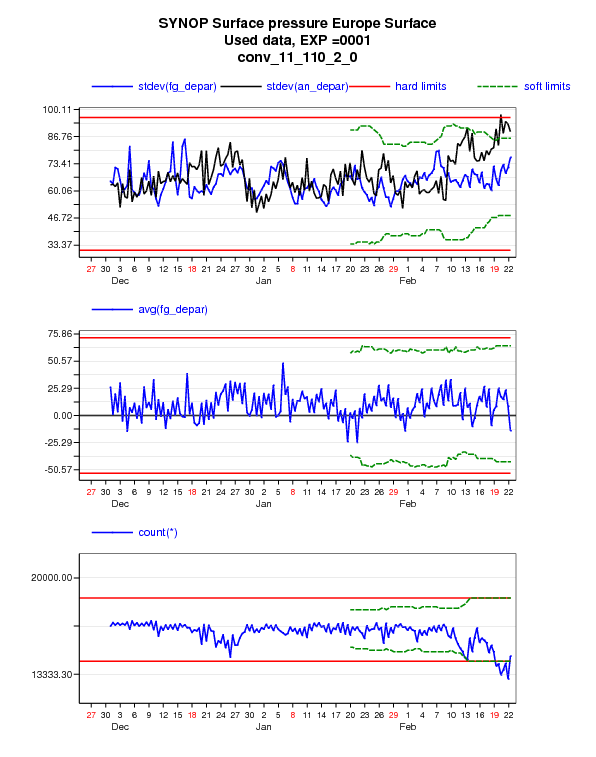 SYNOP Surface pressure Europe Surface
Used data, EXP =0001
conv_11_110_2_0
stdev(fg_depar) stdev(an_depar) hard limits soft limits
100.11
86.76
73.41
60.06
46.72
33.37
27 30 3 6 9 12 15 18 21 24 27 30 2 5 8 11 14 17 20 23 26 29 1 4 7 10 13 16 19 22
Dec Jan Feb
avg(fg_depar)
75.86
50.57
25.29
0.00
-25.29
-50.57
27 30 3 6 9 12 15 18 21 24 27 30 2 5 8 11 14 17 20 23 26 29 1 4 7 10 13 16 19 22
Dec Jan Feb
count(*)
20000.00
13333.30
27 30 3 6 9 12 15 18 21 24 27 30 2 5 8 11 14 17 20 23 26 29 1 4 7 10 13 16 19 22
Dec Jan Feb